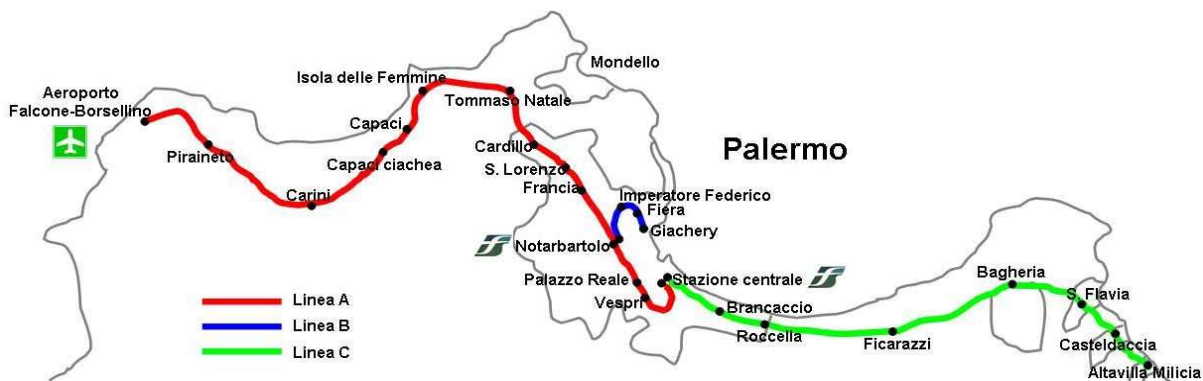 Mondello
Isola delle Femmine
Aeroporto
Falcone-Borsellino
Tommaso Natale
Capaci
Cardillo
Piraineto
Capaci ciachea
S. Lorenzo
Francia
Palermo
Carini
Imperatore Federico
Fiera
Giachery
Notarbartolo
Palazzo Reale
Stazione centrale
Bagheria
Vespri
S. Flavia
Linea A
Brancaccio
Linea B
Roccella
Ficarazzi
Casteldaccia
Linea C
Altavilla Milicia